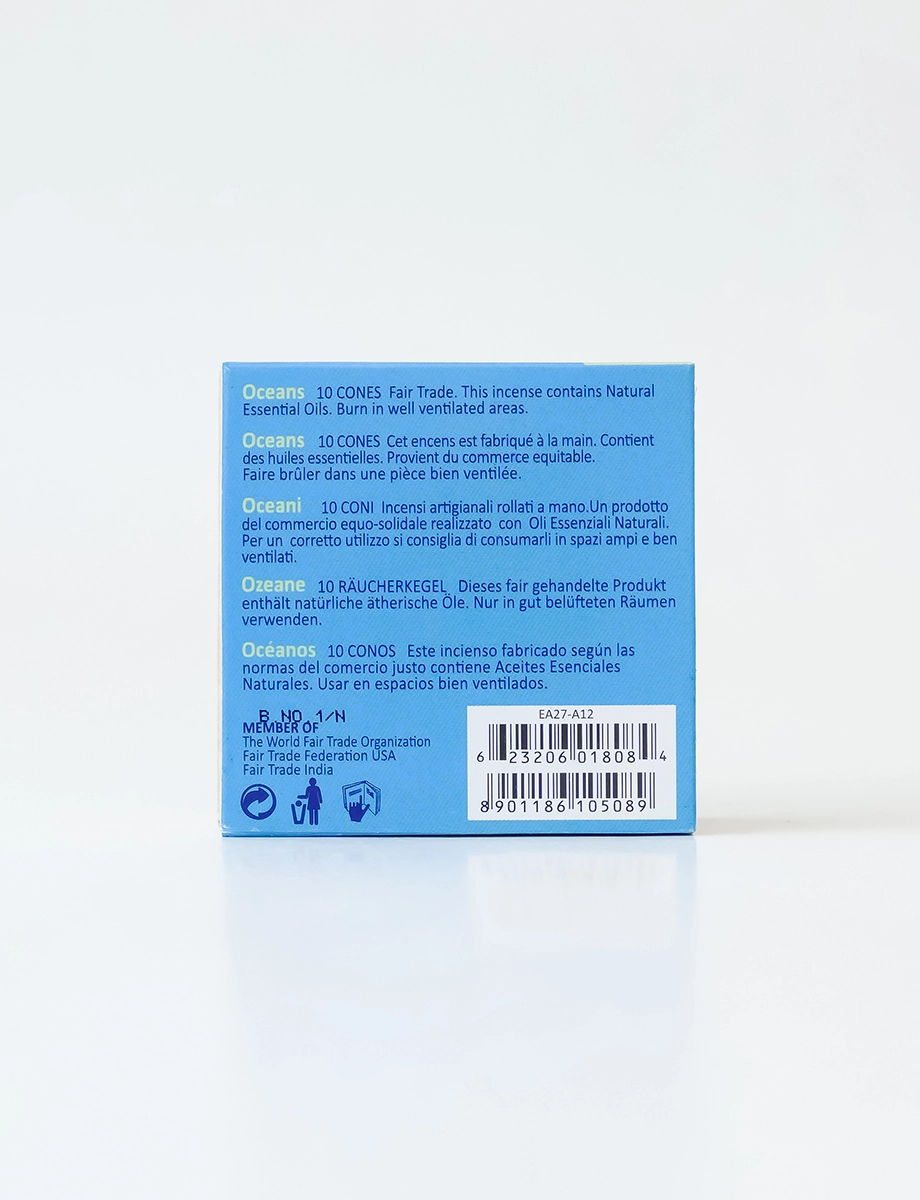 Oceans 10 CONES Fair Trade. This incense contains Natural
Essential Oils. Burn in well ventilated areas.
Oceans 10 CONES Cet encens est fabriqué à la main. Contient
des huiles essentielles. Provient du commerce equitable.
Faire brûler dans une pièce bien ventilée.
Oceani 10 CONI Incensi artigianali rollati a mano.Un prodotto
del commercio equo-solidale realizzato con Oli Essenziali Naturali.
Per un corretto utilizzo si consiglia di consumarli in spazi ampi e ben
ventilati.
Ozeane 10 RÄUCHERKEGEL Dieses fair gehandelte Produkt
enthält natürliche ätherische Öle. Nur in gut belüfteten Räumen
verwenden.
Océanos 10 CONOS Este incienso fabricado según las
normas del comercio justo contiene Aceites Esenciales
Naturales. Usar en espacios bien ventilados.
B.NO.1/N
MEMBER OF
The World Fair Trade Organization
Fair Trade Federation USA
Fair Trade India
EA27-A12
6 23206 01808 4
8 901186 105089